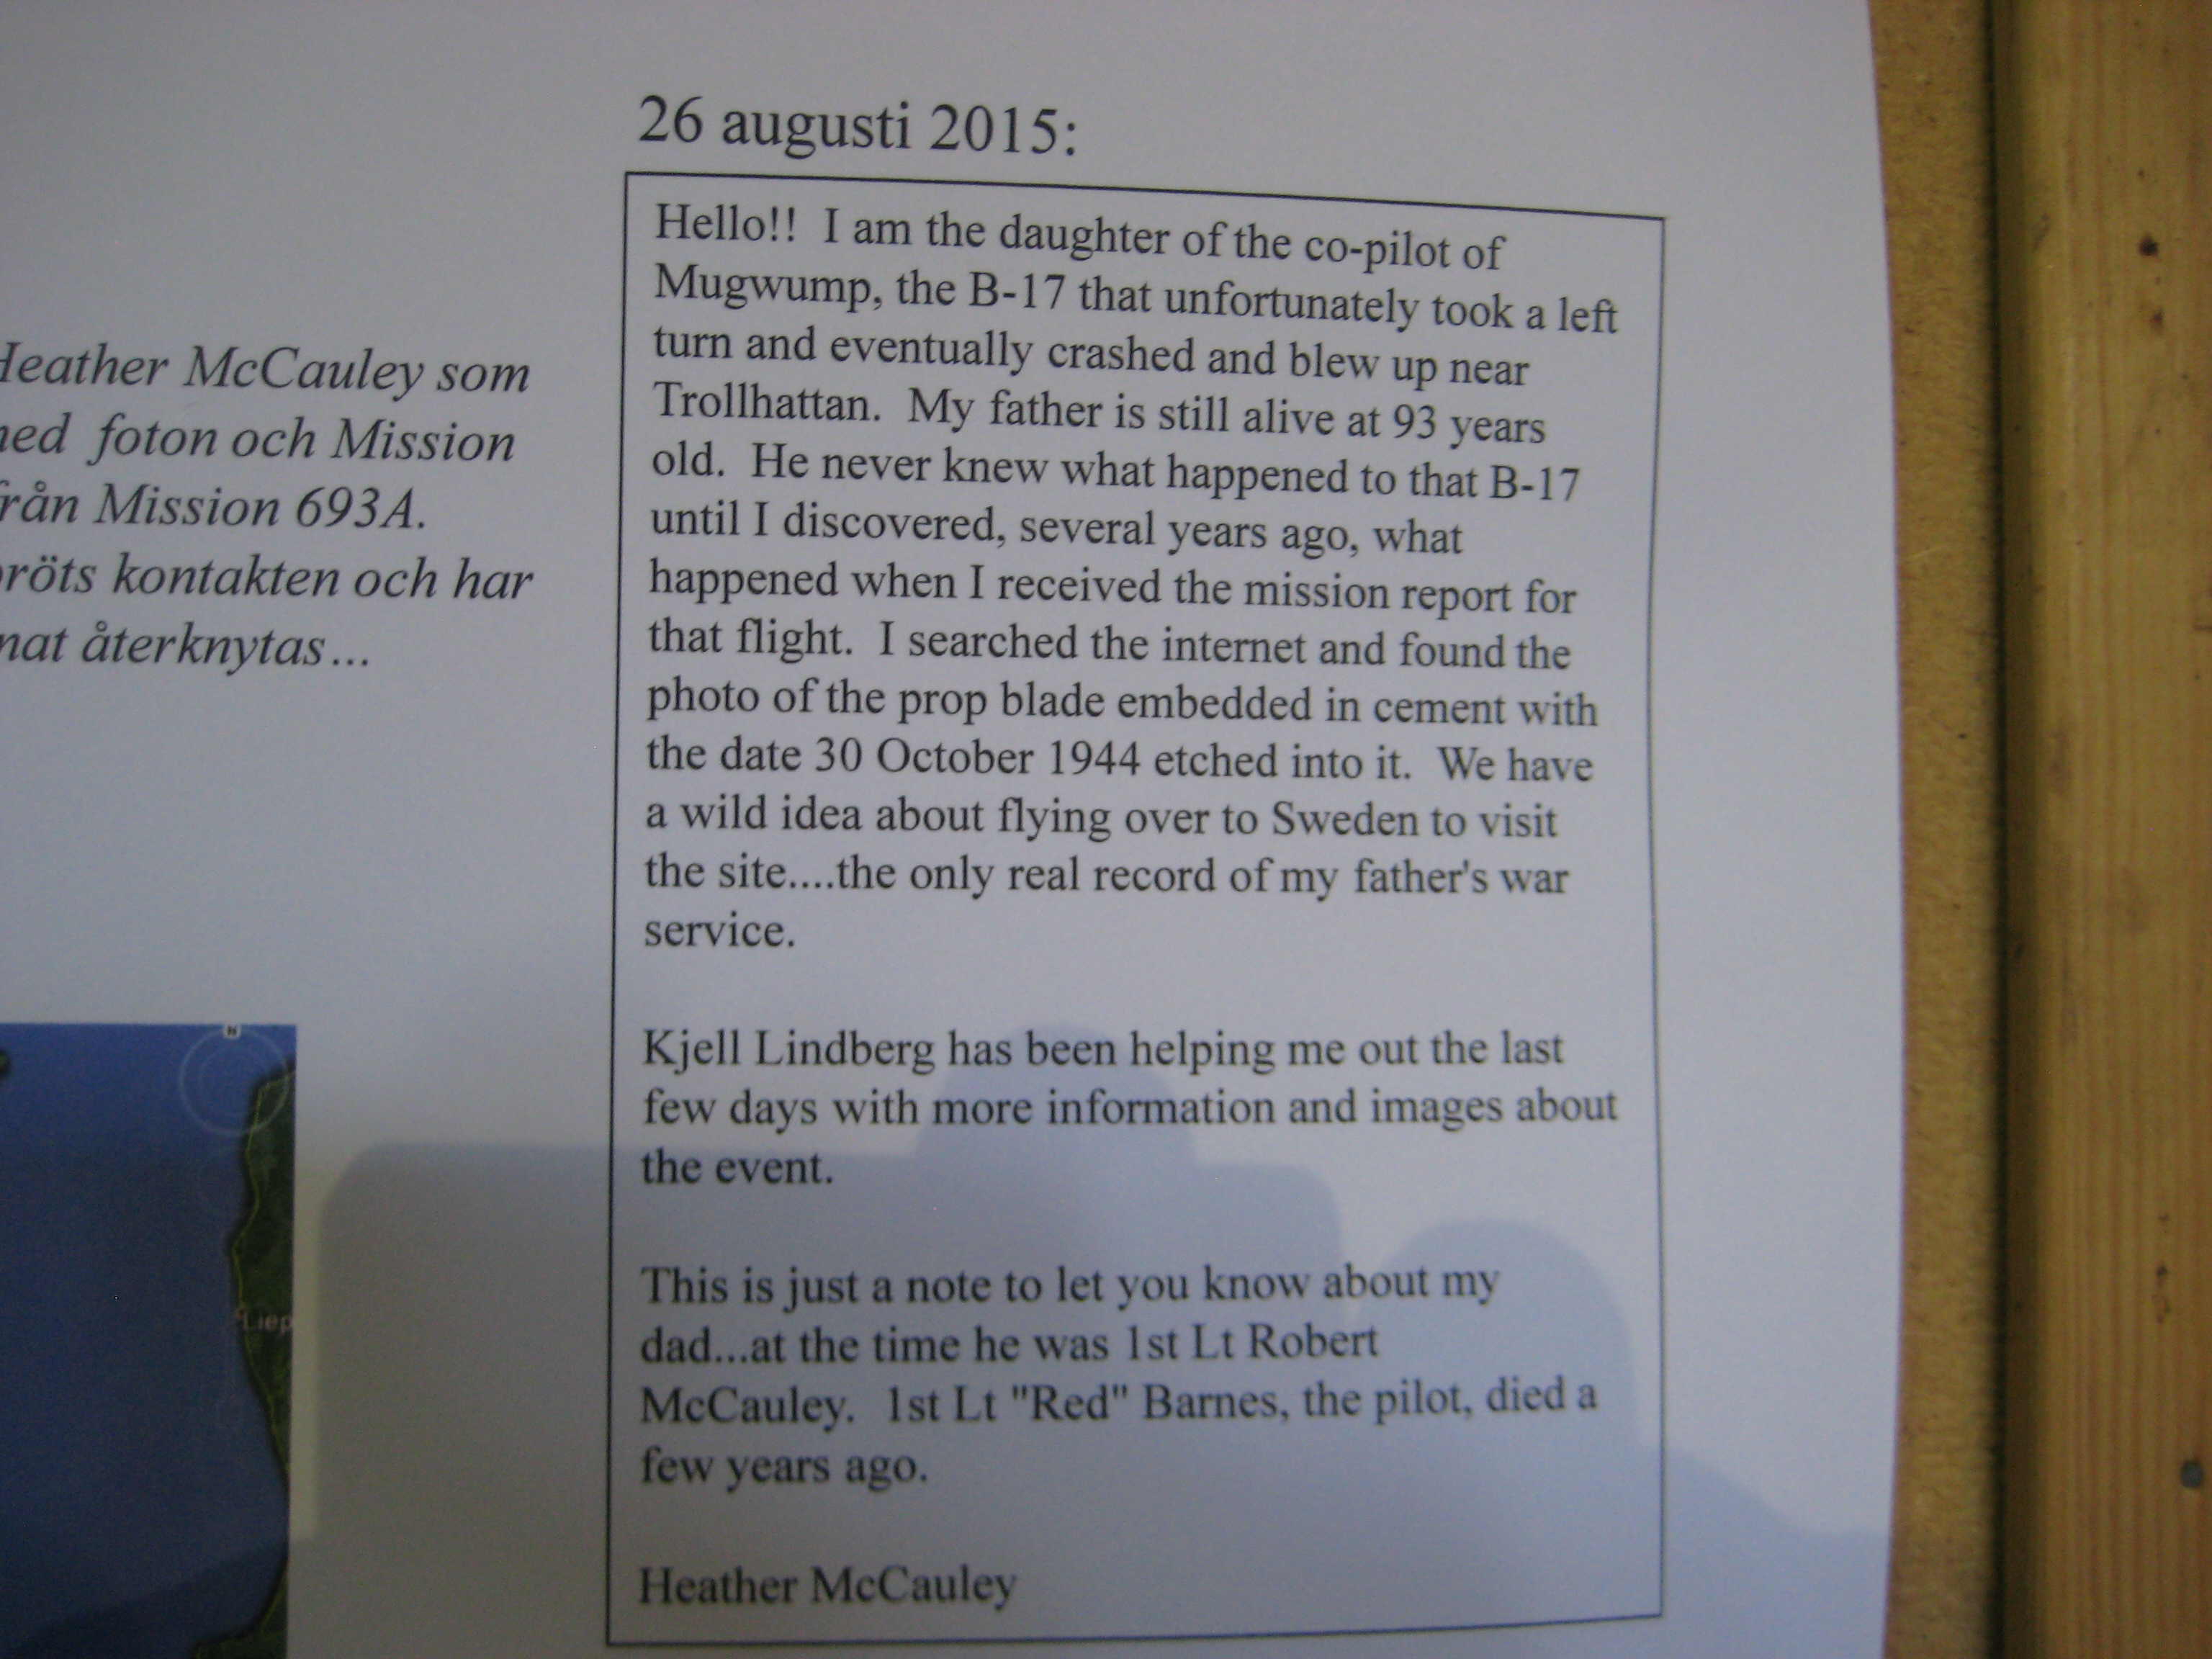 Heather McCauley som
foton och Mission
från Mission 693A.
kontakten och har
återknytas...
26 augusti 2015:
Hello!!  I am the daughter of the co-pilot of
Mugwump, the B-17 that unfortunately took a left
turn and eventually crashed and blew up near
Trollhattan.  My father is still alive at 93 years
old.  He never knew what happened to that B-17
until I discovered, several years ago, what
happened when I received the mission report for
that flight.  I searched the internet and found the
photo of the prop blade embedded in cement with
the date 30 October 1944 etched into it.  We have
a wild idea about flying over to Sweden to visit
the site....the only real record of my father's war
service.
Kjell Lindberg has been helping me out the last
few days with more information and images about
the event.
This is just a note to let you know about my
dad...at the time he was 1st Lt Robert
McCauley.  1st Lt "Red" Barnes, the pilot, died a
few years ago.
Heather McCauley
N
Liep